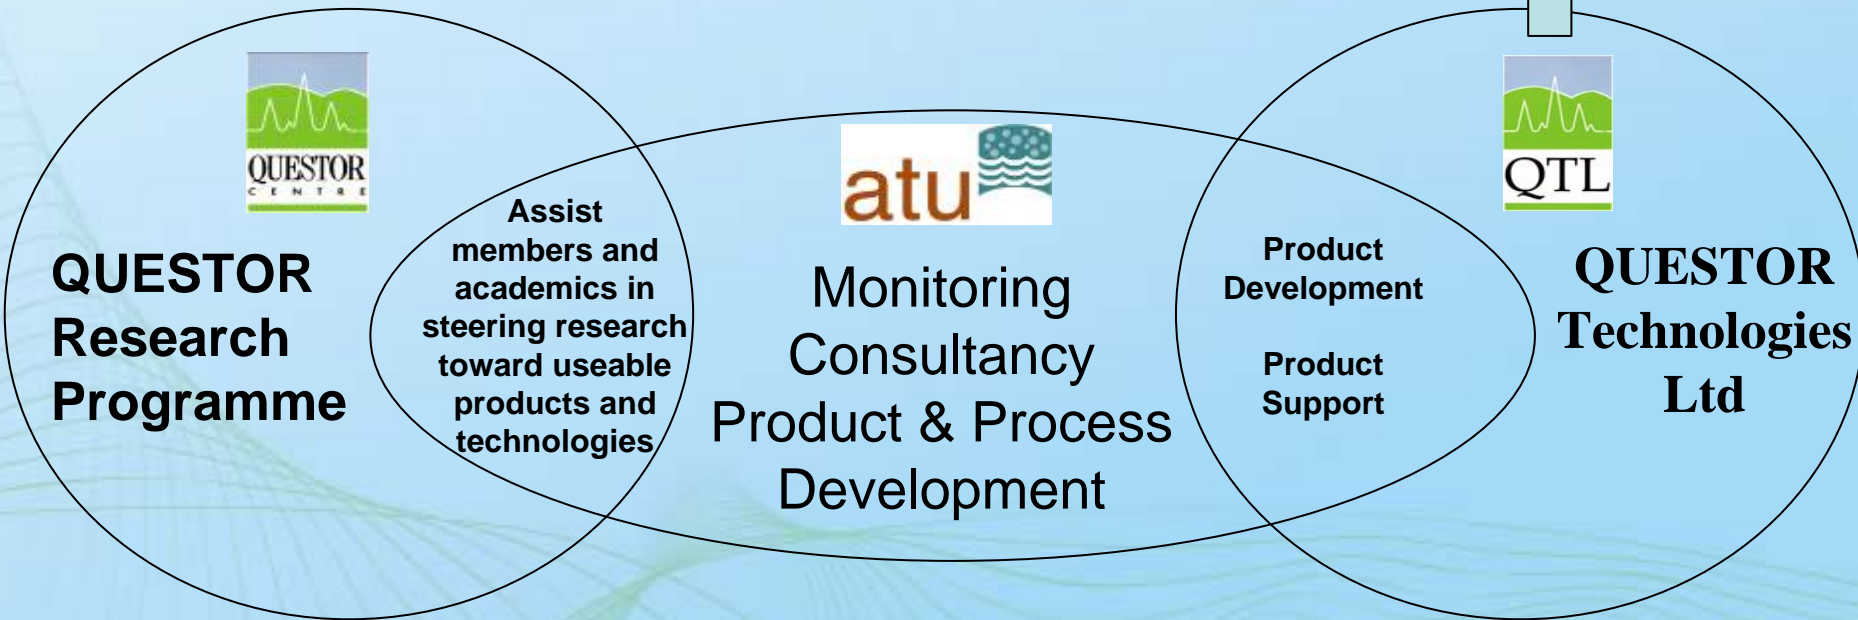 QUESTOR
CENTRE
QUESTOR
Research
Programme
Assist
members and
academics in
steering research
toward useable
products and
technologies
atu
Monitoring
Consultancy
Product & Process
Development
Product
Development
Product
Support
QTL
QUESTOR
Technologies
Ltd